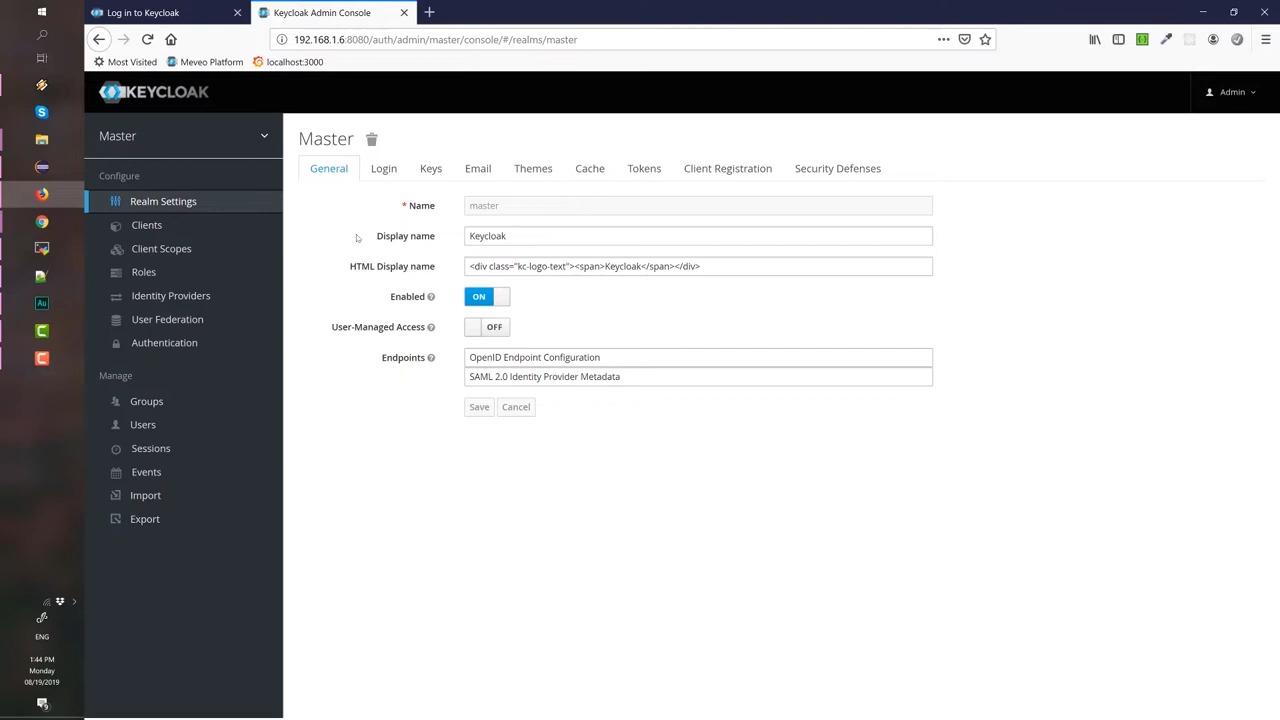 Log in to Keycloak
Keycloak Admin Console
192.168.1.6:8080/auth/admin/master/console/#/realms/master
Most Visited
Meveo Platform
localhost:3000
KEYCLOAK
Admin
Master
Configure
Realm Settings
Clients
Client Scopes
Roles
Identity Providers
User Federation
Authentication
Manage
Groups
Users
Sessions
Events
Import
Export
Master
General
Login
Keys
Email
Themes
Cache
Tokens
Client Registration
Security Defenses
* Name
master
Display name
Keycloak
HTML Display name
<div class="kc-logo-text"><span>Keycloak</span></div>
Enabled
ON
User-Managed Access
OFF
Endpoints
OpenID Endpoint Configuration
SAML 2.0 Identity Provider Metadata
Save
Cancel
Au
ENG
1:44 PM
Monday
08/19/2019